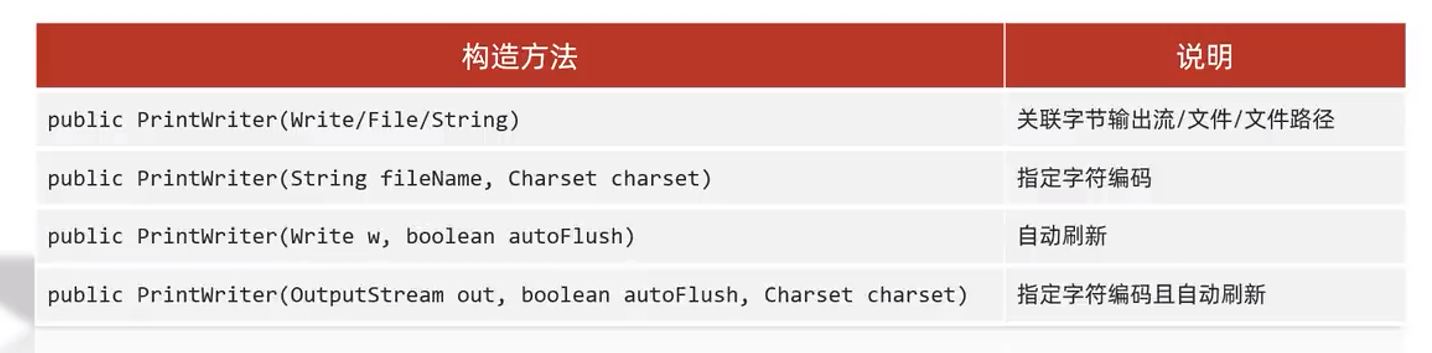 构造方法 说明
public PrintWriter(Write/File/String) 关联字节输出流/文件/文件路径
public PrintWriter(String fileName, Charset charset) 指定字符编码
public PrintWriter(Write w, boolean autoFlush) 自动刷新
public PrintWriter(OutputStream out, boolean autoFlush, Charset charset) 指定字符编码且自动刷新